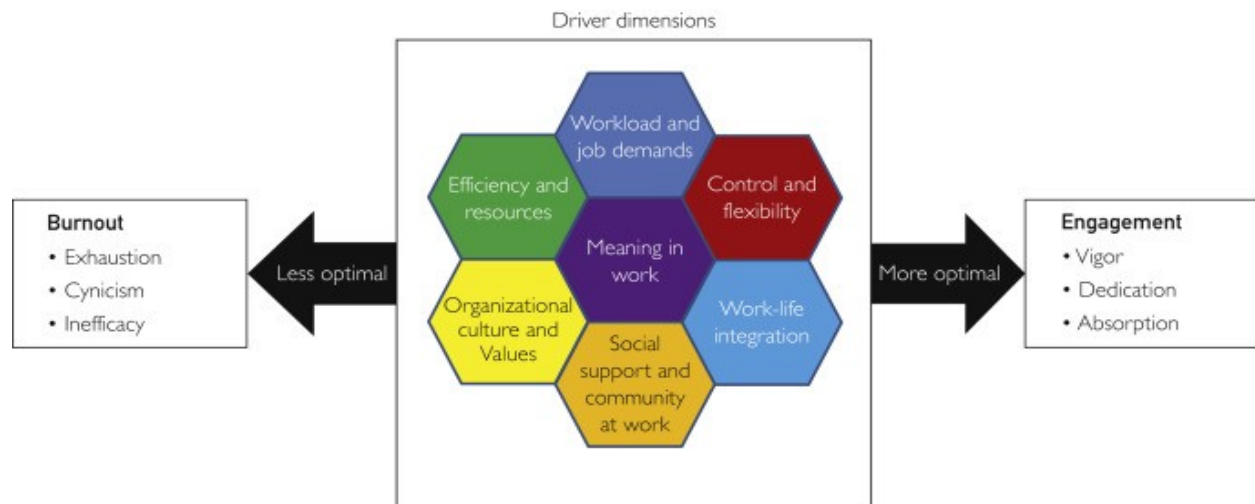 Driver dimensions
Workload and
job demands
Efficiency and
resources
Control and
flexibility
Meaning in
work
Organizational
culture and
Values
Work-life
integration
Social
support and
community
at work
Burnout
• Exhaustion
• Cynicism
• Inefficacy
Less optimal
More optimal
Engagement
• Vigor
• Dedication
• Absorption